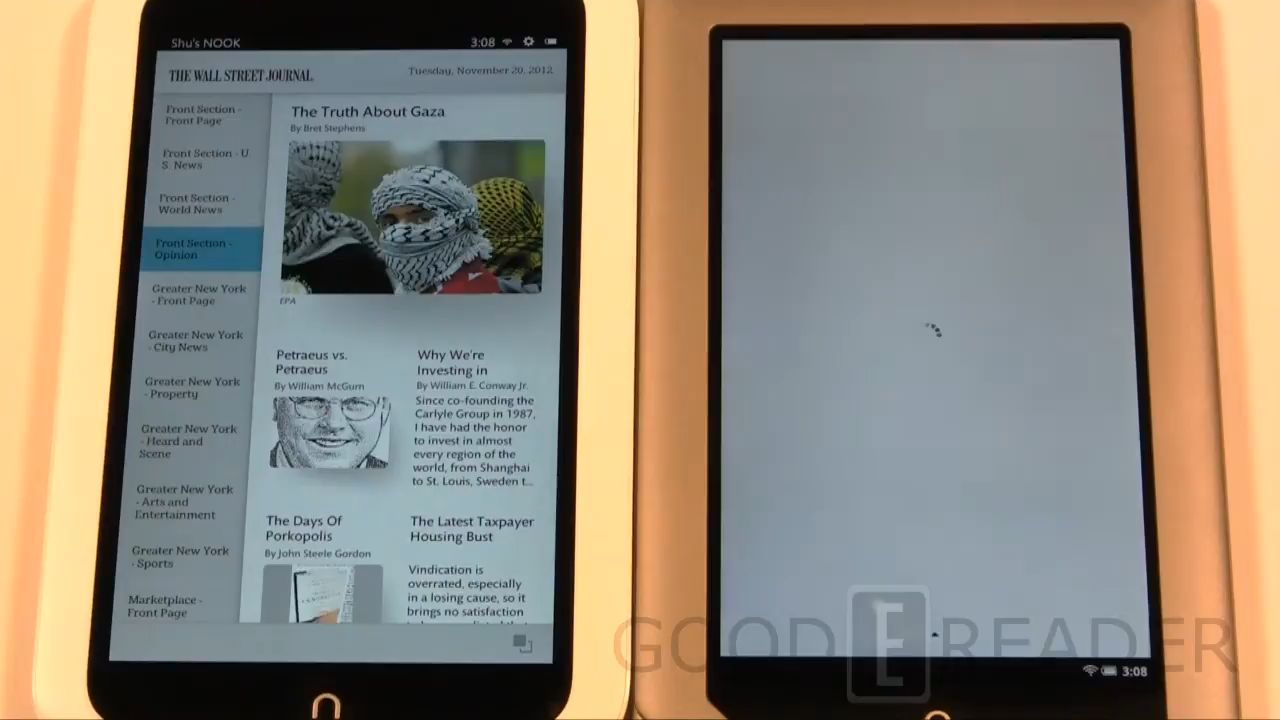 Shu's NOOK 3:08
THE WALL STREET JOURNAL.
Tuesday, November 20, 2012
Front Section -
Front Page
Front Section - U
S. News
Front Section -
World News
Front Section -
Opinion
Greater New York
- Front Page
Greater New York
- City News
Greater New York
- Property
Greater New York
- Heard and
Scene
Greater New York
- Arts and
Entertainment
Greater New York
- Sports
Marketplace -
Front Page
The Truth About Gaza
By Bret Stephens
EPA
Petraeus vs.
Petraeus
By William McGurn
Why We're
Investing in
By William E. Conway Jr.
Since co-founding the
Carlyle Group in 1987,
I have had the honor
to invest in almost
every region of the
world, from Shanghai
to St. Louis, Sweden t...
The Days Of
Porkopolis
By John Steele Gordon
The Latest Taxpayer
Housing Bust
Vindication is
overrated, especially
in a losing cause, so it
brings no satisfaction
n
3:08
GOOD E READER